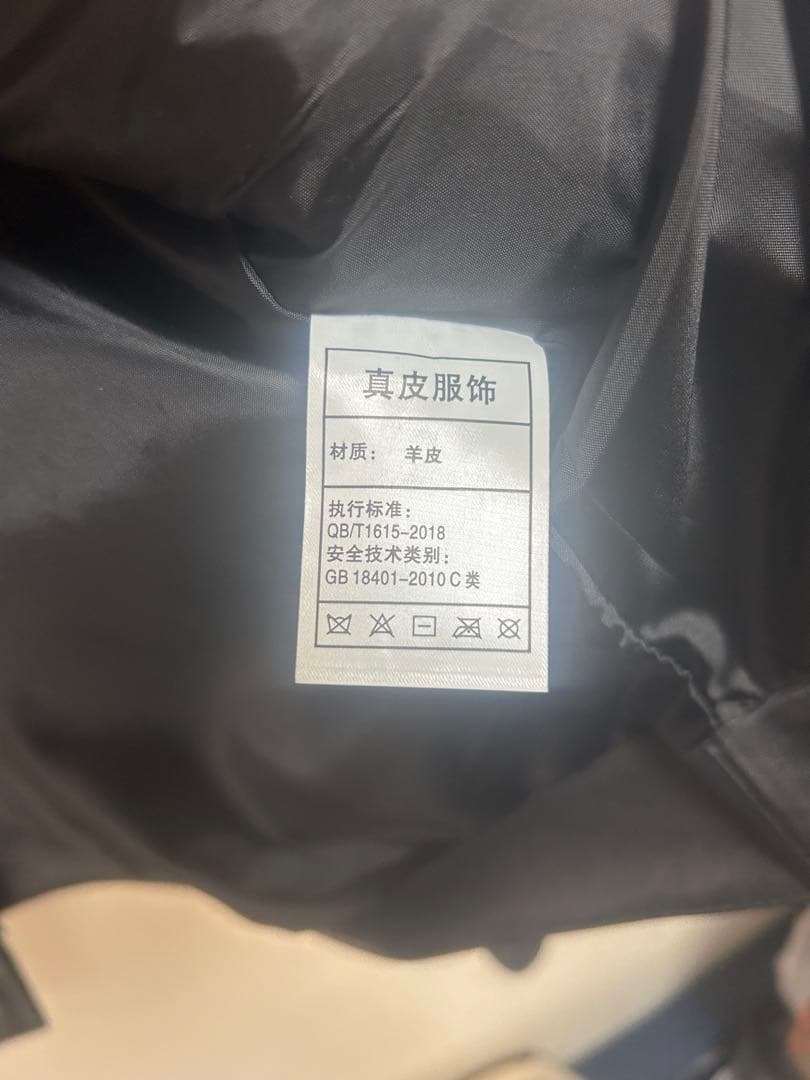 真皮服饰
材质： 羊皮
执行标准：
QB/T1615-2018
安全技术类别：
GB 18401-2010 C 类